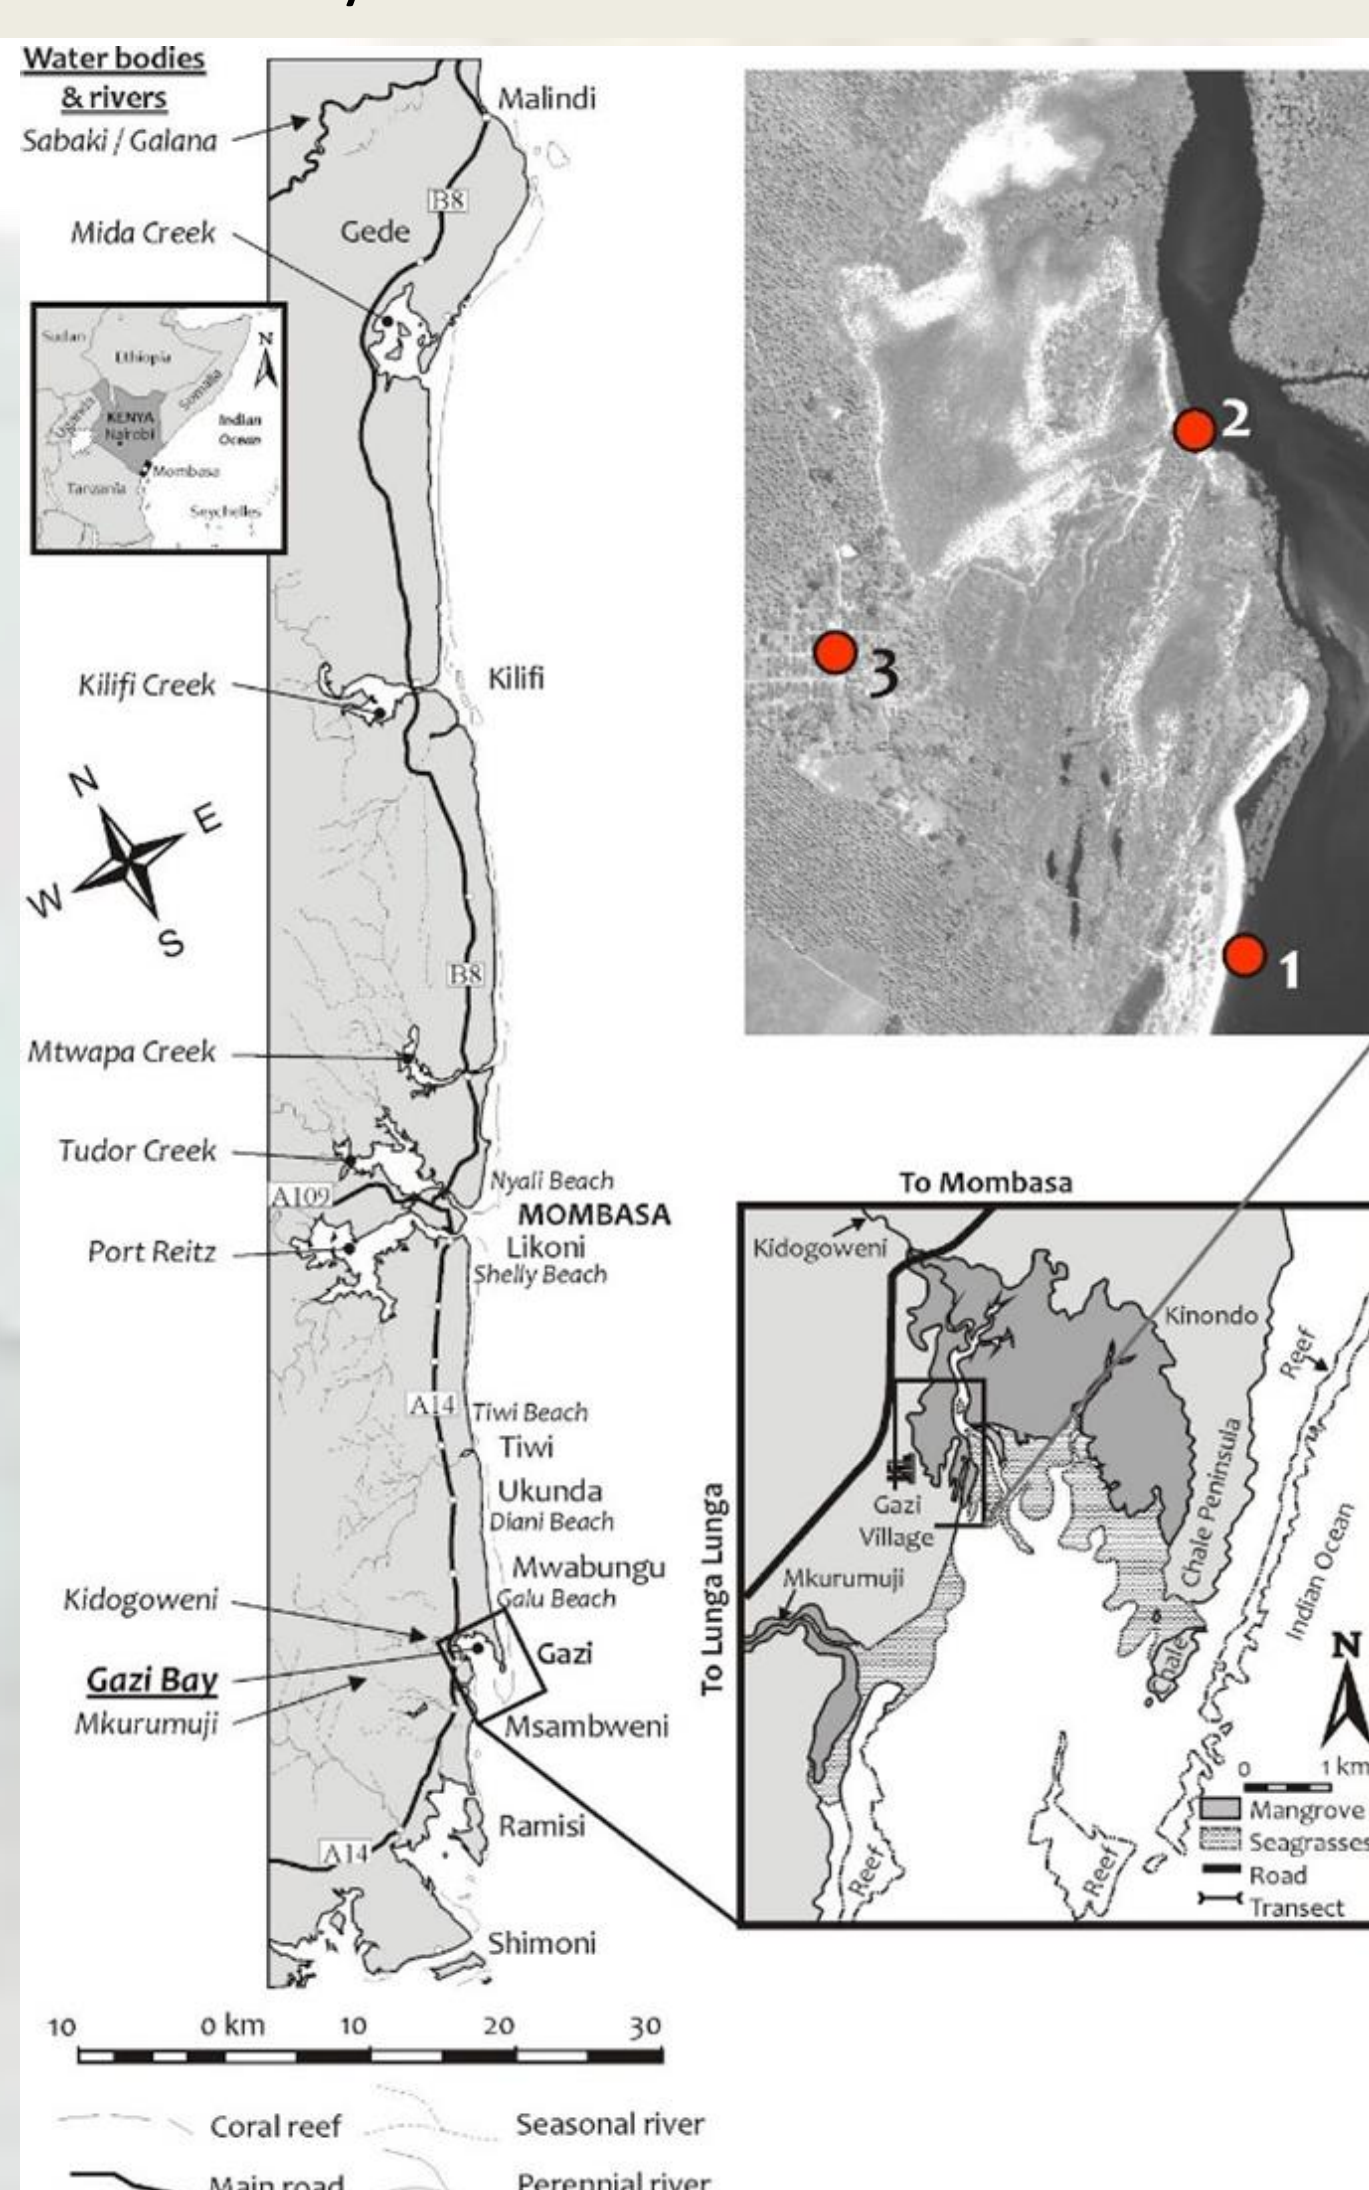 Water bodies
& rivers
Sabaki / Galana
Malindi
B8
Mida Creek
Gede
Sudan
Ethiopia
N
Somalia
Uganda
KENYA
Nairobi
Indian
Ocean
Mombasa
Tanzania
Seychelles
Kilifi Creek
Kilifi
N
E
W
S
B8
Mtwapa Creek
Tudor Creek
A109
Nyali Beach
MOMBASA
Port Reitz
Likoni
Shelly Beach
A14
Tiwi Beach
Tiwi
Ukunda
Diani Beach
Mwabungu
Galu Beach
Kidogoweni
Gazi
Gazi Bay
Mkurumuji
Msambweni
Ramisi
A14
Shimoni
10 0 km 10 20 30
Coral reef
Seasonal river
Main road
Perennial river
2
3
1
To Mombasa
Kidogoweni
Kinondo
Reef
To Lunga Lunga
Gazi
Village
Chale Peninsula
Indian Ocean
Mkurumuji
Chale
N
0 1 km
Mangrove
Seagrasses
Road
Transect
Reef
Reef